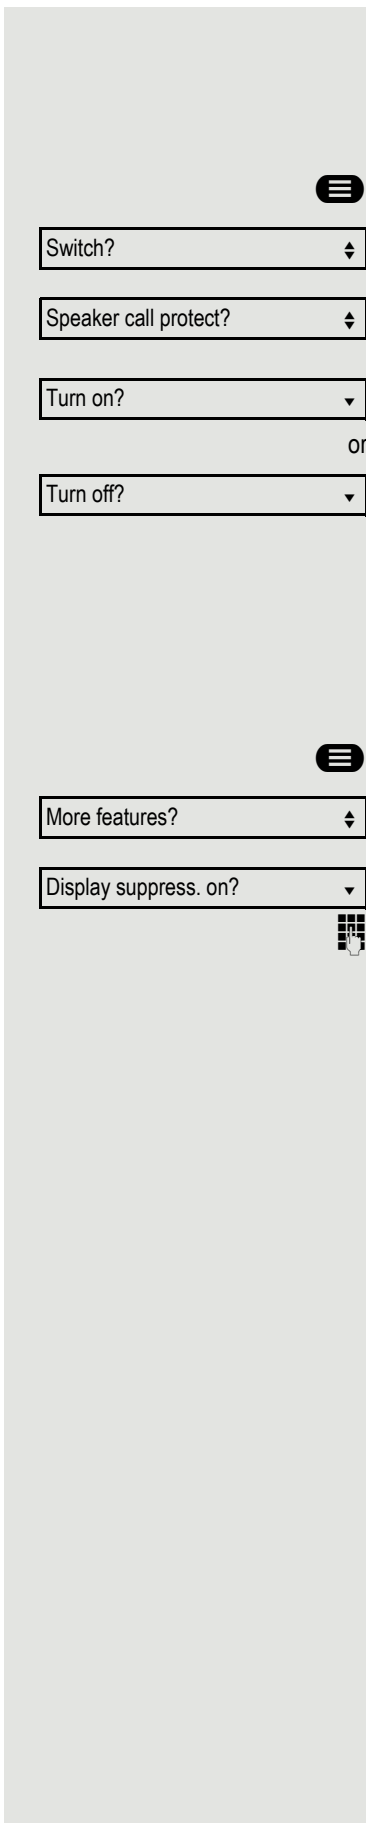 Switch?
Speaker call protect?
Turn on?
or
Turn off?
More features?
Display suppress. on?